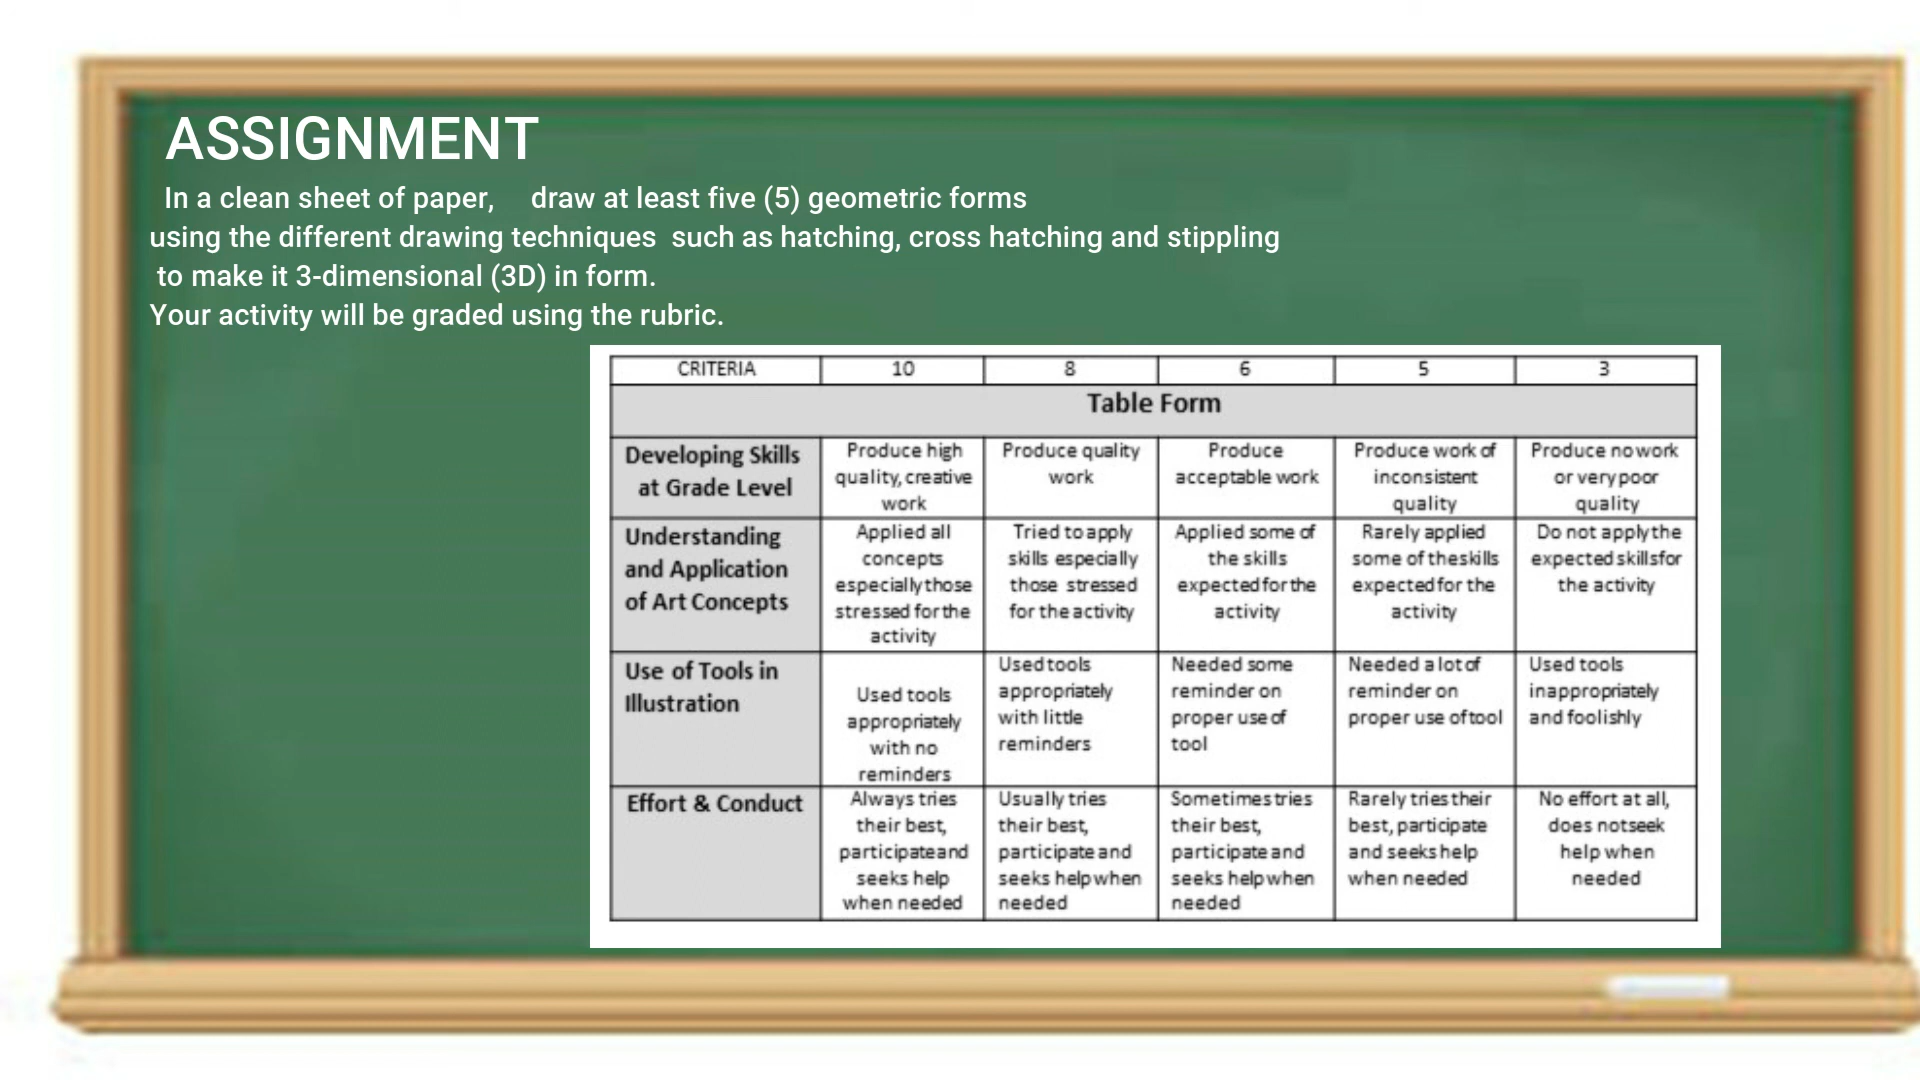 ASSIGNMENT
In a clean sheet of paper, draw at least five (5) geometric forms
using the different drawing techniques such as hatching, cross hatching and stippling
to make it 3-dimensional (3D) in form.
Your activity will be graded using the rubric.
CRITERIA 10 8 6 5 3
Table Form
Developing Skills
at Grade Level
Produce high
quality, creative
work
Produce quality
work
Produce
acceptable work
Produce work of
inconsistent
quality
Produce no work
or very poor
quality
Understanding
and Application
of Art Concepts
Applied all
concepts
especially those
stressed for the
activity
Tried to apply
skills especially
those stressed
for the activity
Applied some of
the skills
expected for the
activity
Rarely applied
some of the skills
expected for the
activity
Do not apply the
expected skills for
the activity
Use of Tools in
Illustration
Used tools
appropriately
with no
reminders
Used tools
appropriately
with little
reminders
Needed some
reminder on
proper use of
tool
Needed a lot of
reminder on
proper use of tool
Used tools
inappropriately
and foolishly
Effort & Conduct
Always tries
their best,
participate and
seeks help
when needed
Usually tries
their best,
participate and
seeks help when
needed
Sometimes tries
their best,
participate and
seeks help when
needed
Rarely tries their
best, participate
and seeks help
when needed
No effort at all,
does not seek
help when
needed